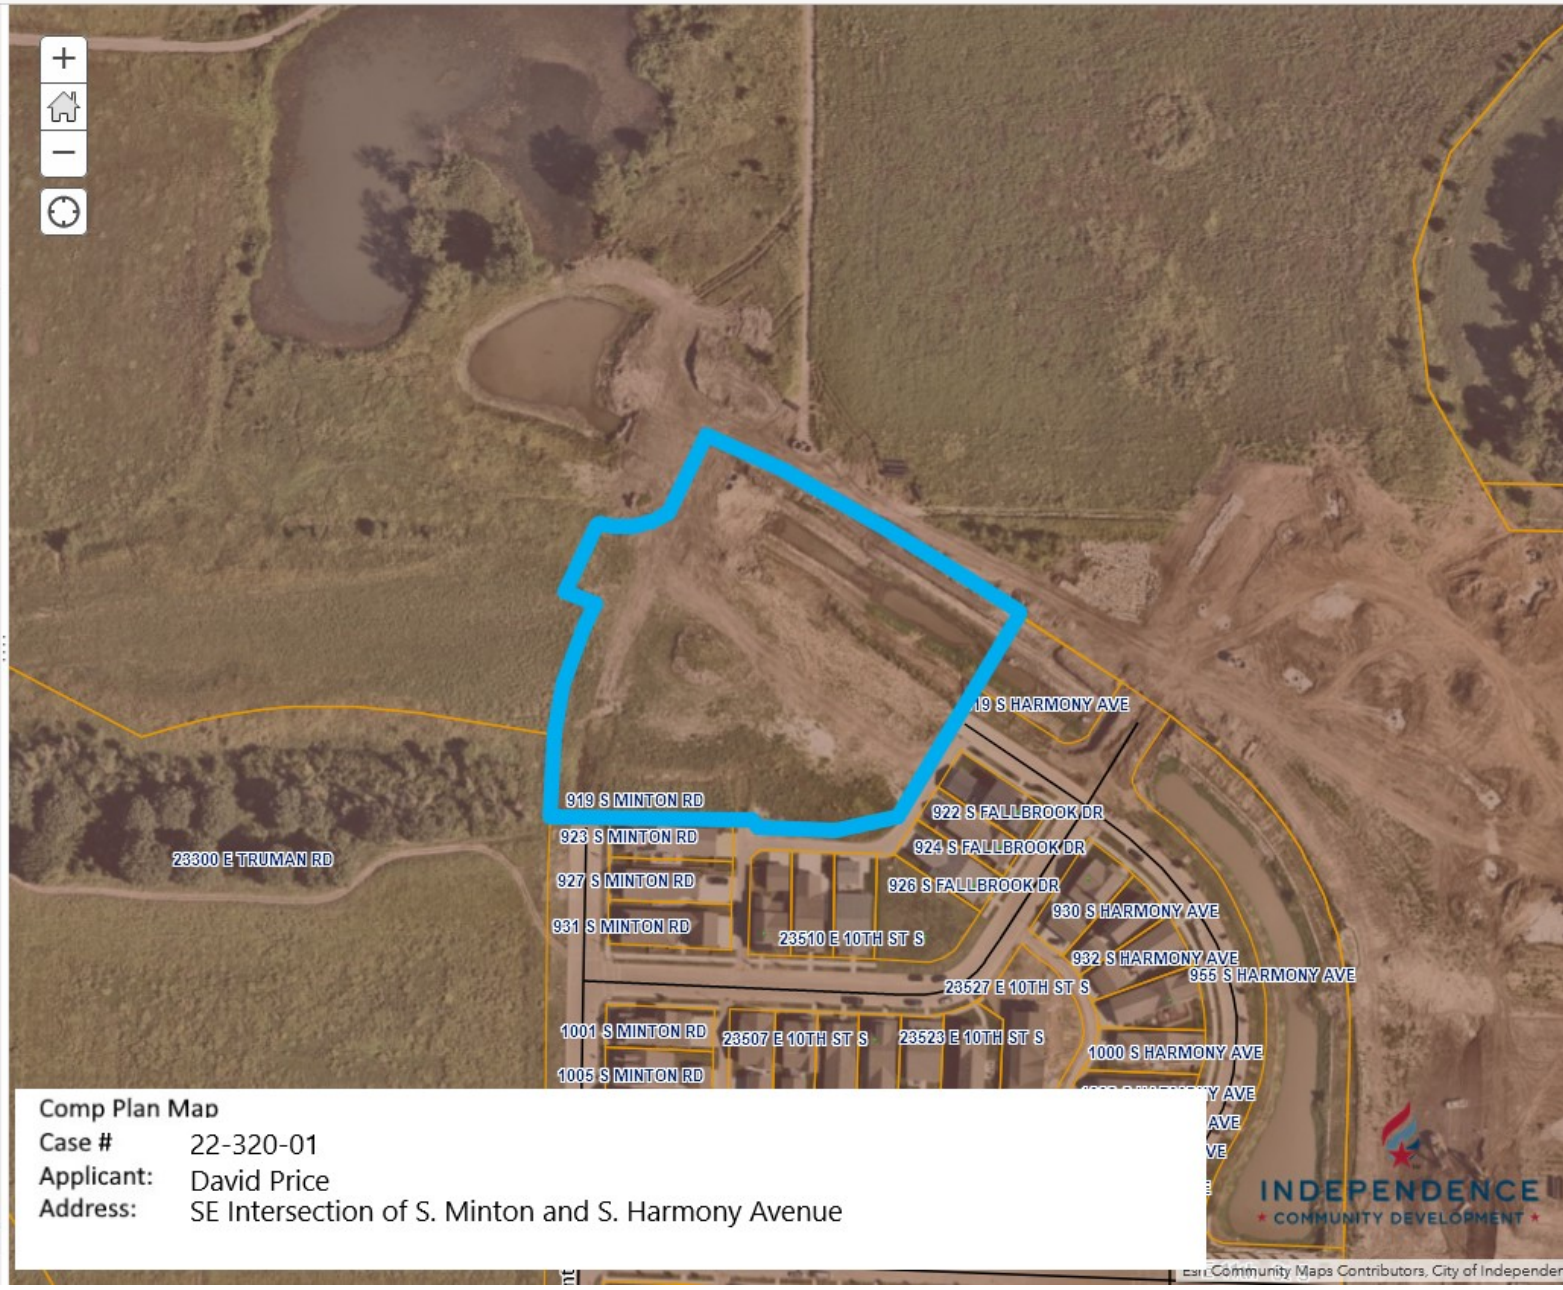 +
−
19 S HARMONY AVE
919 S MINTON RD
922 S FALLBROOK DR
923 S MINTON RD
924 S FALLBROOK DR
23300 E TRUMAN RD
927 S MINTON RD
926 S FALLBROOK DR
930 S HARMONY AVE
931 S MINTON RD
23510 E 10TH ST S
932 S HARMONY AVE
955 S HARMONY AVE
23527 E 10TH ST S
1001 S MINTON RD
23507 E 10TH ST S
23523 E 10TH ST S
1000 S HARMONY AVE
1005 S MINTON RD
Y AVE
AVE
VE
E
Comp Plan Map
Case # 22-320-01
Applicant: David Price
Address: SE Intersection of S. Minton and S. Harmony Avenue
INDEPENDENCE
COMMUNITY DEVELOPMENT
nt
Esri Community Maps Contributors, City of Independen